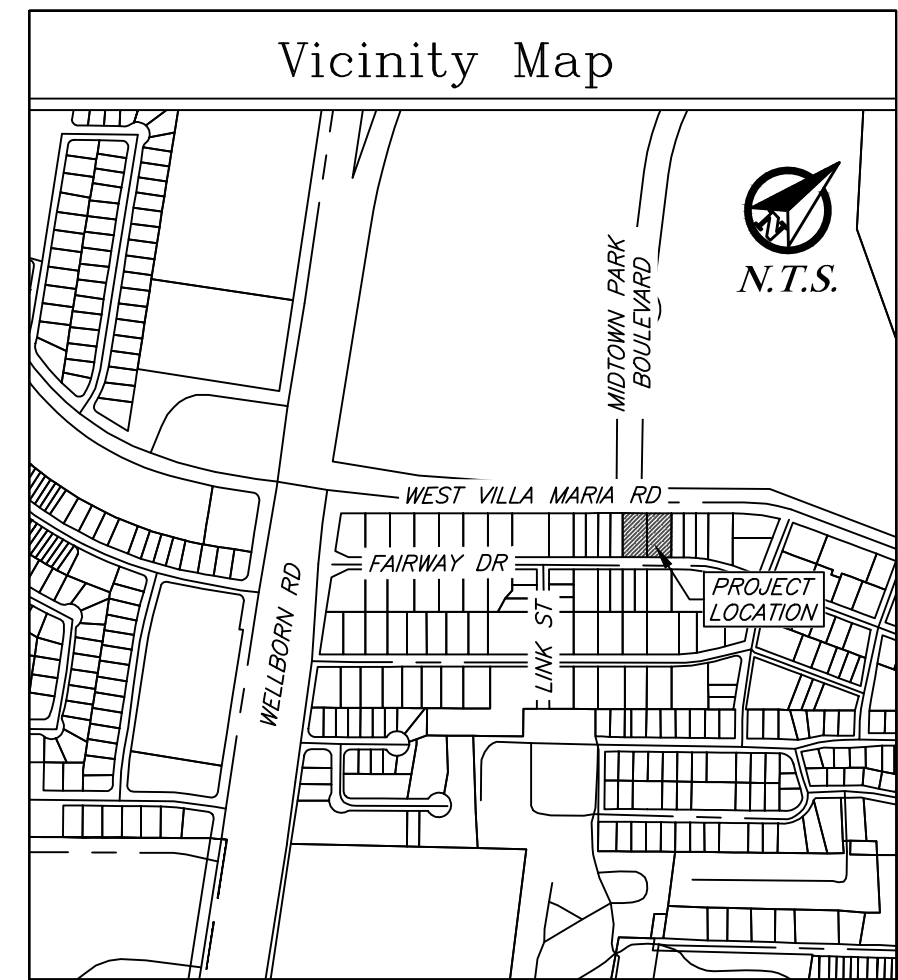 Vicinity Map
N
N.T.S.
MIDTOWN PARK
BOULEVARD
WEST VILLA MARIA RD
FAIRWAY DR
PROJECT
LOCATION
LINK ST
WELLBORN RD